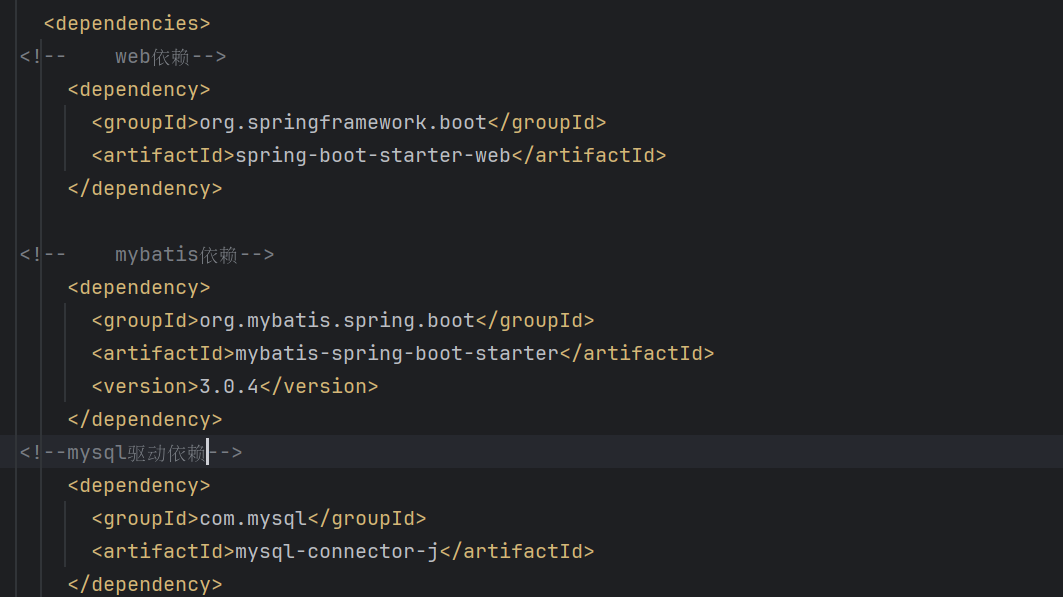 <dependencies>
<!--    web依赖-->
<dependency>
<groupId>org.springframework.boot</groupId>
<artifactId>spring-boot-starter-web</artifactId>
</dependency>
<!--    mybatis依赖-->
<dependency>
<groupId>org.mybatis.spring.boot</groupId>
<artifactId>mybatis-spring-boot-starter</artifactId>
<version>3.0.4</version>
</dependency>
<!--mysql驱动依赖-->
<dependency>
<groupId>com.mysql</groupId>
<artifactId>mysql-connector-j</artifactId>
</dependency>